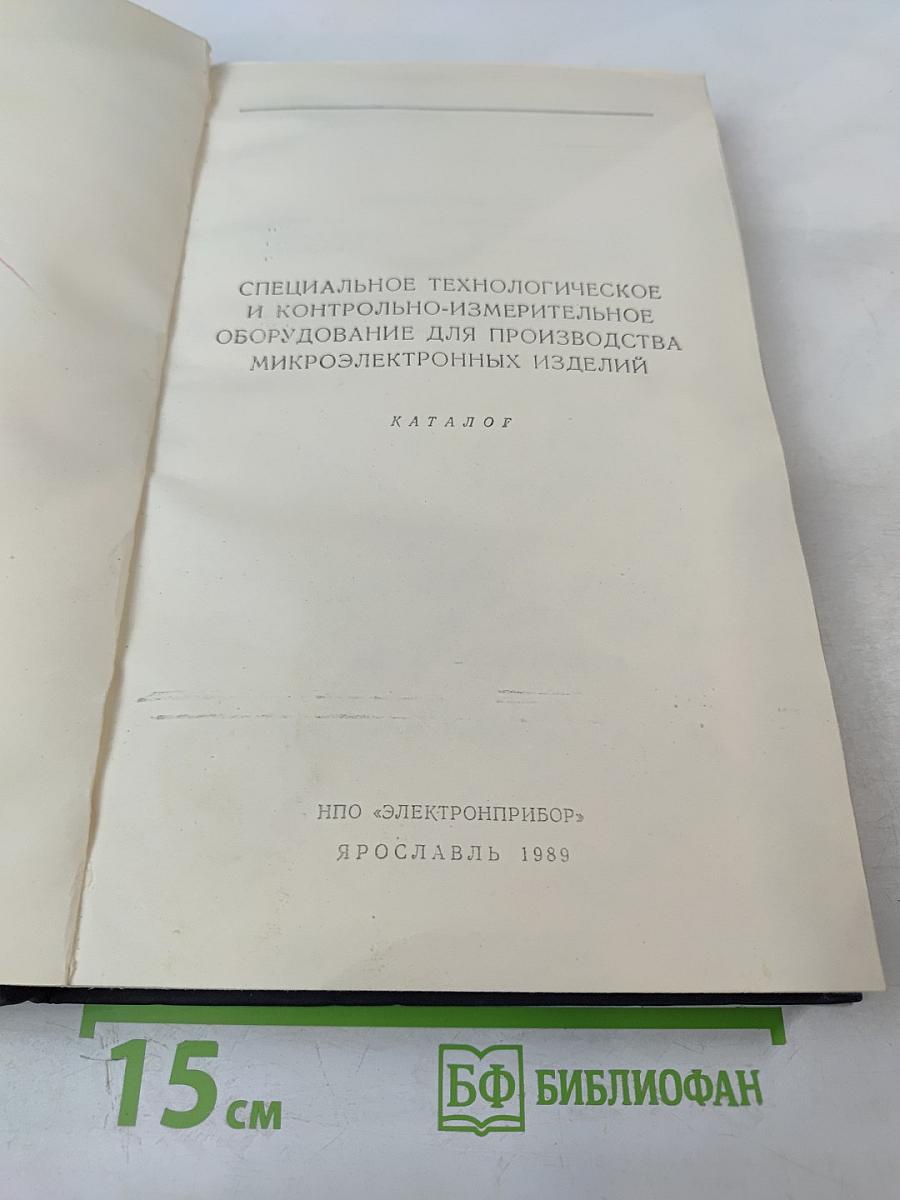 СПЕЦИАЛЬНОЕ ТЕХНОЛОГИЧЕСКОЕ
И КОНТРОЛЬНО-ИЗМЕРИТЕЛЬНОЕ
ОБОРУДОВАНИЕ ДЛЯ ПРОИЗВОДСТВА
МИКРОЭЛЕКТРОННЫХ ИЗДЕЛИЙ
КАТАЛОГ
НПО «ЭЛЕКТРОНПРИБОР»
ЯРОСЛАВЛЬ 1989
15 см
БФ БИБЛИОФАН